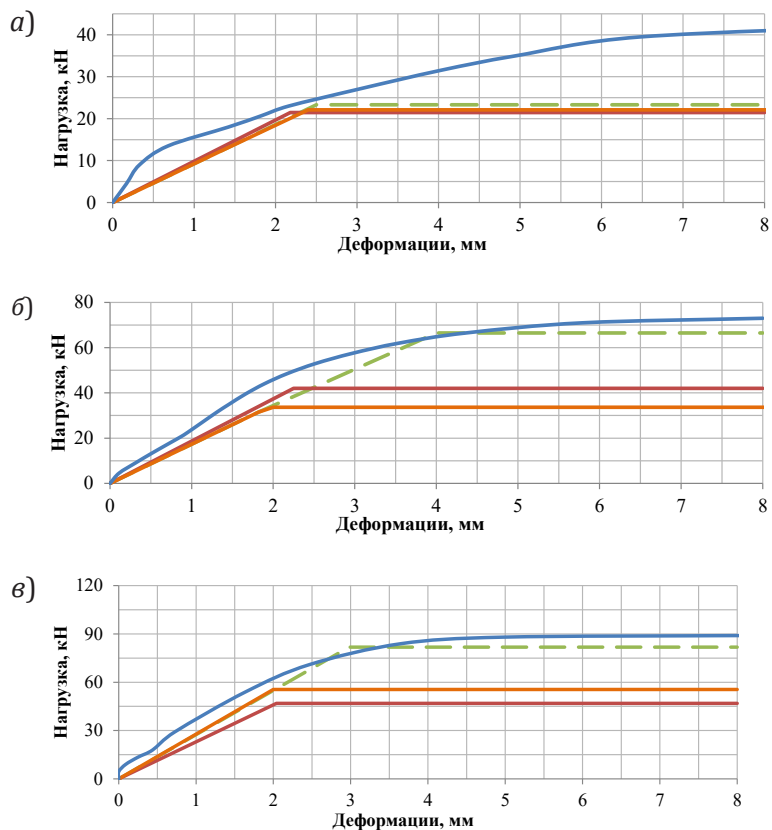 а)
Нагрузка, кН
40
30
20
10
0
0 1 2 3 4 5 6 7 8
Деформации, мм
б)
Нагрузка, кН
80
60
40
20
0
0 1 2 3 4 5 6 7 8
Деформации, мм
в)
Нагрузка, кН
120
90
60
30
0
0 1 2 3 4 5 6 7 8
Деформации, мм